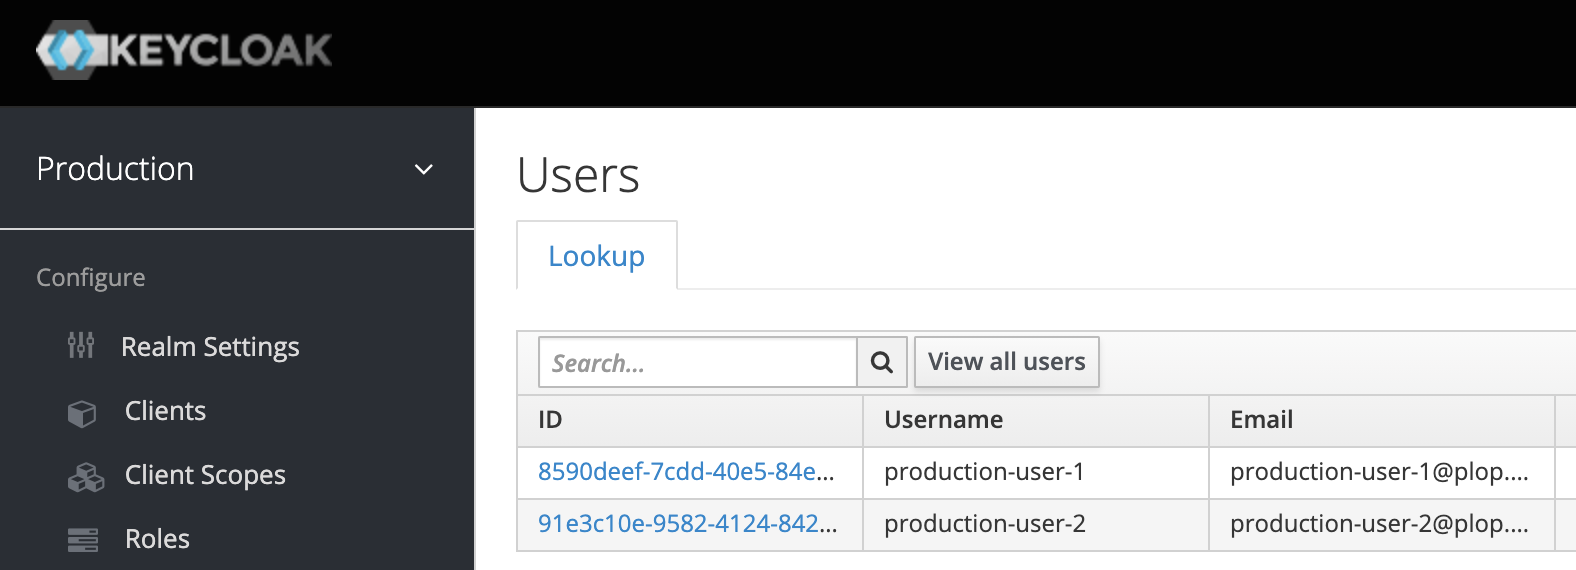 KEYCLOAK
Production
Configure
Realm Settings
Clients
Client Scopes
Roles
Users
Lookup
Search...
View all users
ID Username Email
8590deef-7cdd-40e5-84e... production-user-1 production-user-1@plop....
91e3c10e-9582-4124-842... production-user-2 production-user-2@plop....